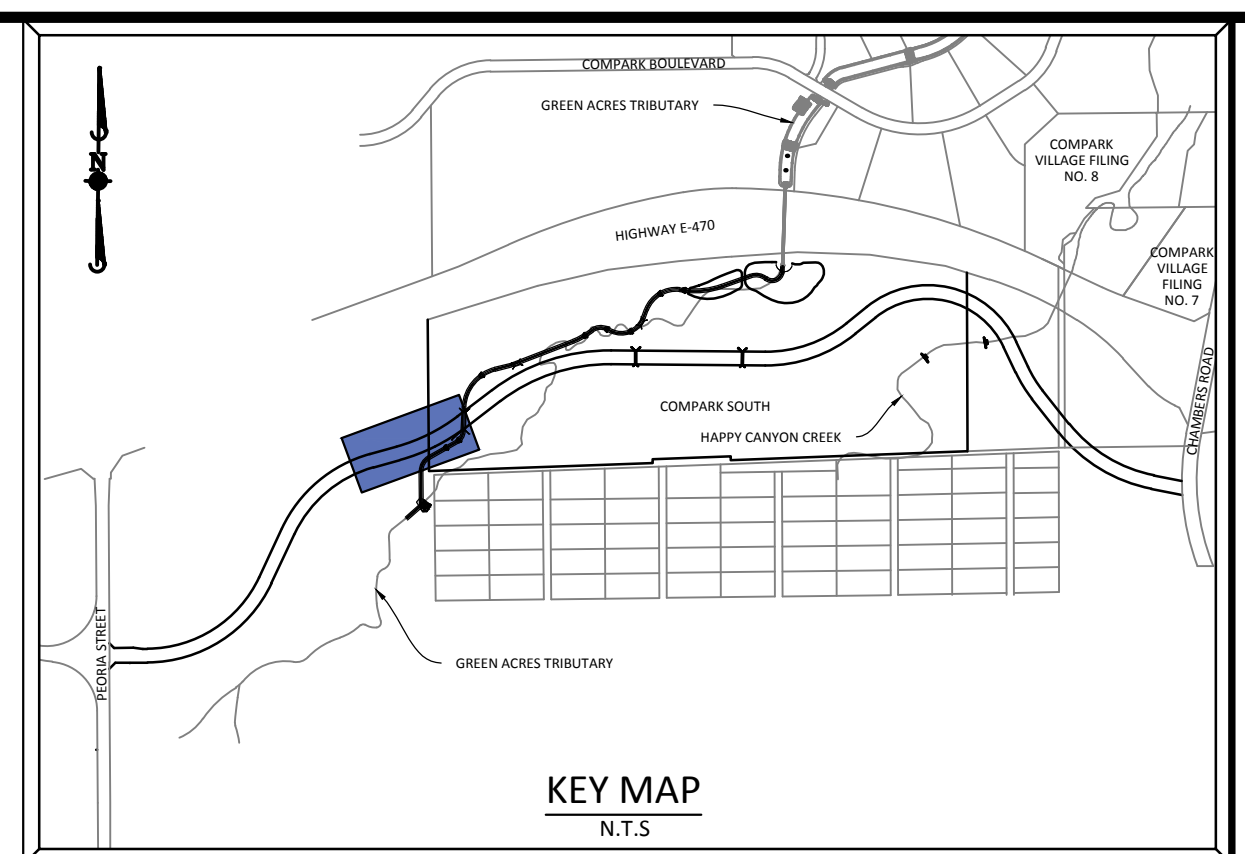 COMPARK BOULEVARD
GREEN ACRES TRIBUTARY
COMPARK
VILLAGE FILING
NO. 8
N
HIGHWAY E-470
COMPARK
VILLAGE
FILING
NO. 7
CHAMBERS ROAD
COMPARK SOUTH
HAPPY CANYON CREEK
PEORIA STREET
GREEN ACRES TRIBUTARY
KEY MAP
N.T.S